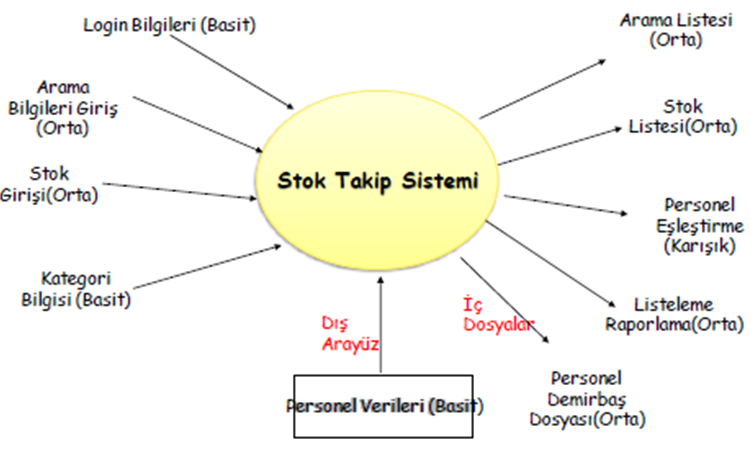 Login Bilgileri (Basit)
Arama
Bilgileri Giriş
(Orta)
Stok
Girişi(Orta)
Kategori
Bilgisi (Basit)
Stok Takip Sistemi
Arama Listesi
(Orta)
Stok
Listesi(Orta)
Personel
Eşleştirme
(Karışık)
Listeleme
Raporlama(Orta)
İç
Dosyalar
Personel
Demirbaş
Dosyası(Orta)
Dış
Arayüz
Personel Verileri (Basit)